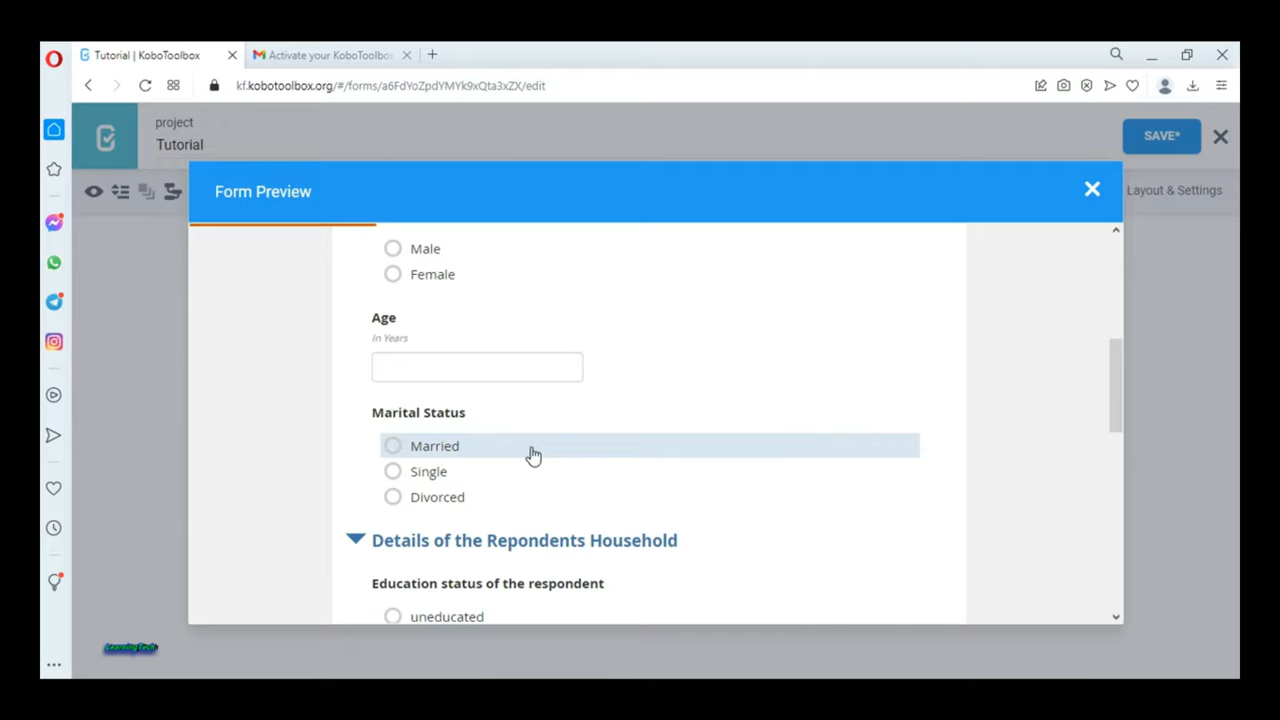 Tutorial | KoboToolbox
Activate your KoboToolbox
kf.kobotoolbox.org/#/forms/a6FdYoZpdYMYk9xQta3xZX/edit
project
Tutorial
SAVE*
Layout & Settings
Form Preview
Male
Female
Age
In Years
Marital Status
Married
Single
Divorced
Details of the Repondents Household
Education status of the respondent
uneducated
LearningTech